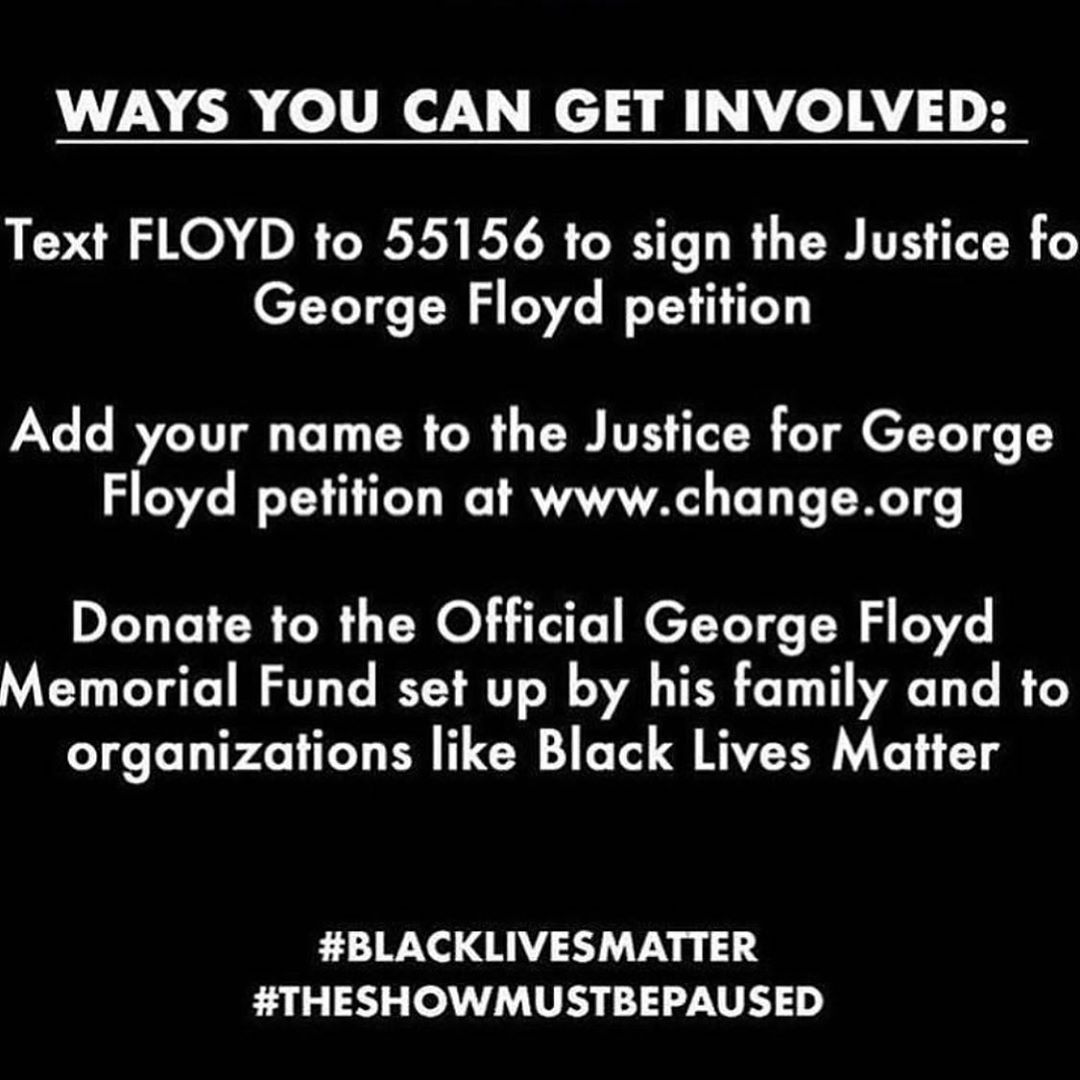 WAYS YOU CAN GET INVOLVED:
Text FLOYD to 55156 to sign the Justice fo
George Floyd petition
Add your name to the Justice for George
Floyd petition at www.change.org
Donate to the Official George Floyd
Memorial Fund set up by his family and to
organizations like Black Lives Matter
#BLACKLIVESMATTER
#THESHOWMUSTBEPAUSED